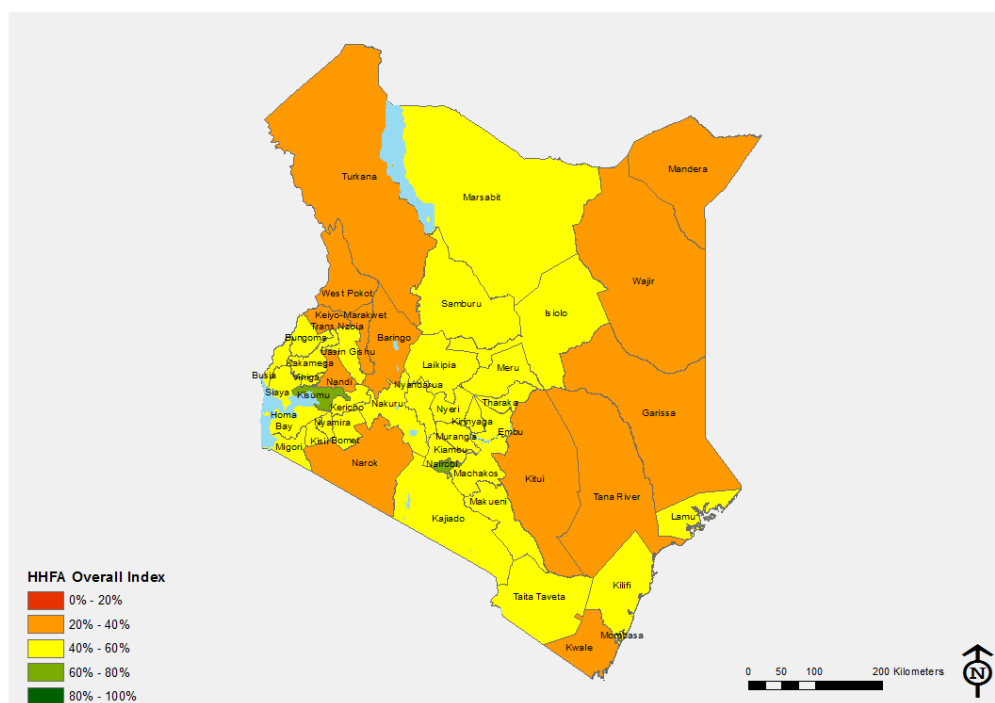 Mandera
Turkana
Marsabit
Wajir
West Pokot
Samburu
Isiolo
Keiyo-Marakwet
Trans Nzoia
Bungoma
Baringo
Uasin Gishu
Kakamega
Laikipia
Meru
Busia
Vihiga
Nandi
Nyandarua
Siaya
Kisumu
Tharaka
Kericho
Nakuru
Nyeri
Garissa
Homa
Bay
Nyamira
Kirinyaga
Embu
Kisii
Bomet
Murang'a
Migori
Kiambu
Narok
Nairobi
Machakos
Kitui
Tana River
Makueni
Kajiado
Lamu
Kilifi
Taita Taveta
Mombasa
Kwale
HHFA Overall Index
0% - 20%
20% - 40%
40% - 60%
60% - 80%
80% - 100%
0 50 100 200 Kilometers
N